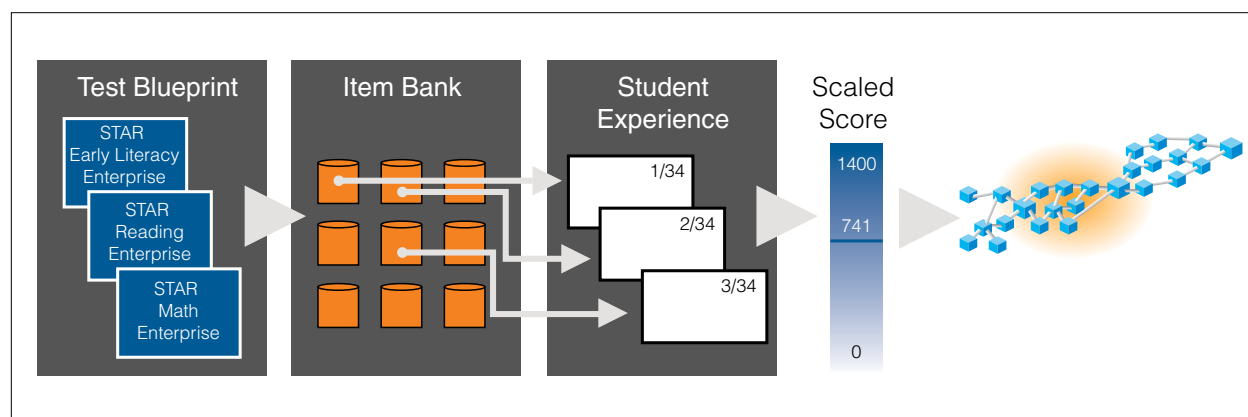 Test Blueprint
STAR
Early Literacy
Enterprise
STAR
Reading
Enterprise
STAR
Math
Enterprise
Item Bank
Student
Experience
1/34
2/34
3/34
Scaled
Score
1400
741
0